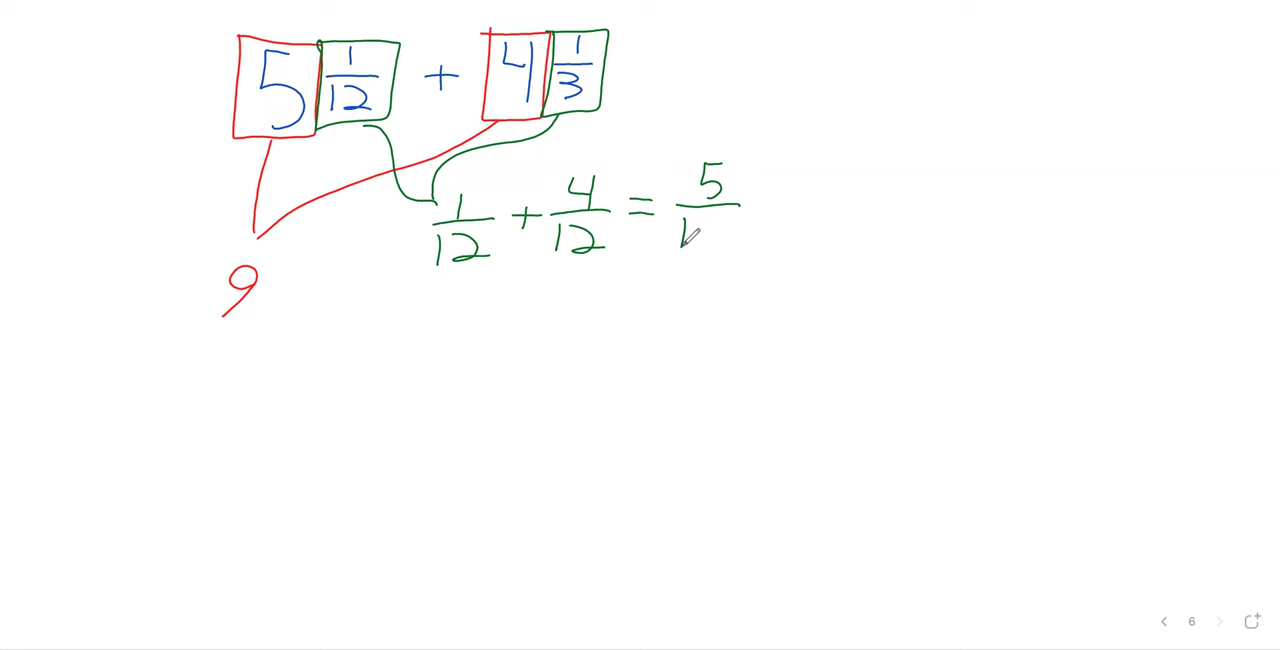 5 1/12 + 4 1/3
1/12 + 4/12 = 5/1
9
6